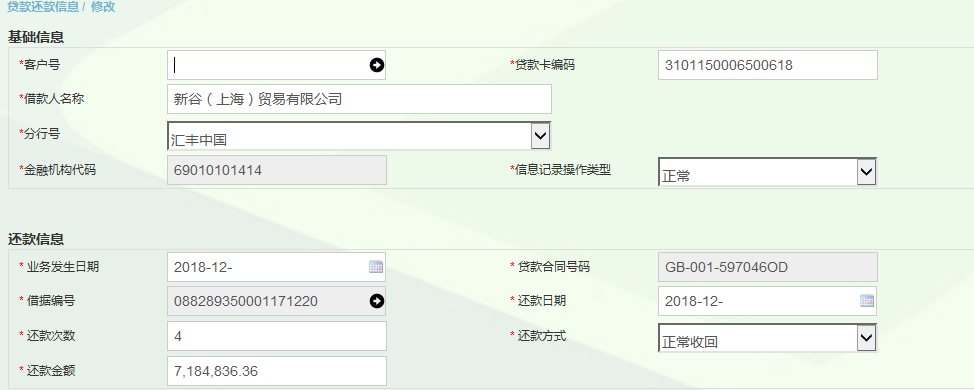 贷款还款信息 / 修改
基础信息
*客户号 *贷款卡编码 3101150006500618
*借款人名称 新谷（上海）贸易有限公司
*分行号 汇丰中国
*金融机构代码 69010101414 *信息记录操作类型 正常
还款信息
* 业务发生日期 2018-12- * 贷款合同号码 GB-001-597046OD
* 借据编号 088289350001171220 * 还款日期 2018-12-
* 还款次数 4 * 还款方式 正常收回
* 还款金额 7,184,836.36